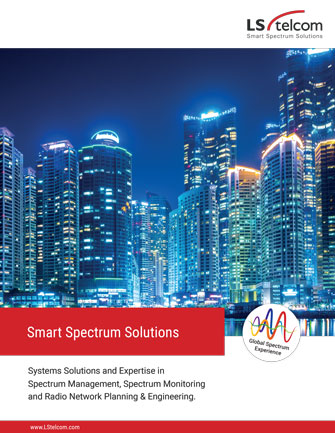 LS telcom
Smart Spectrum Solutions
Smart Spectrum Solutions
Global Spectrum
Experience
Systems Solutions and Expertise in
Spectrum Management, Spectrum Monitoring
and Radio Network Planning & Engineering.
www.LStelcom.com